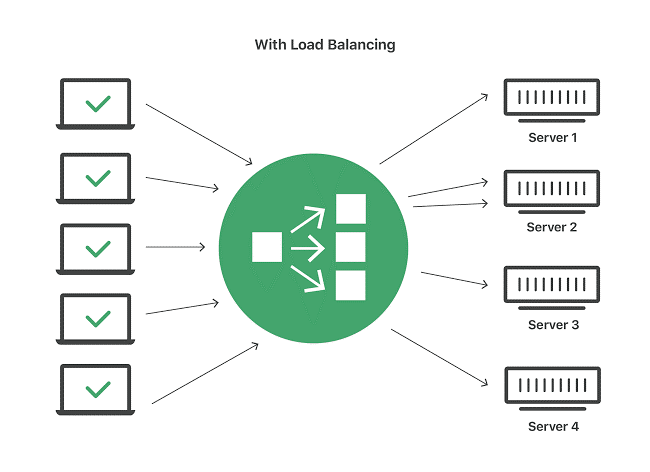 With Load Balancing
Server 1
Server 2
Server 3
Server 4